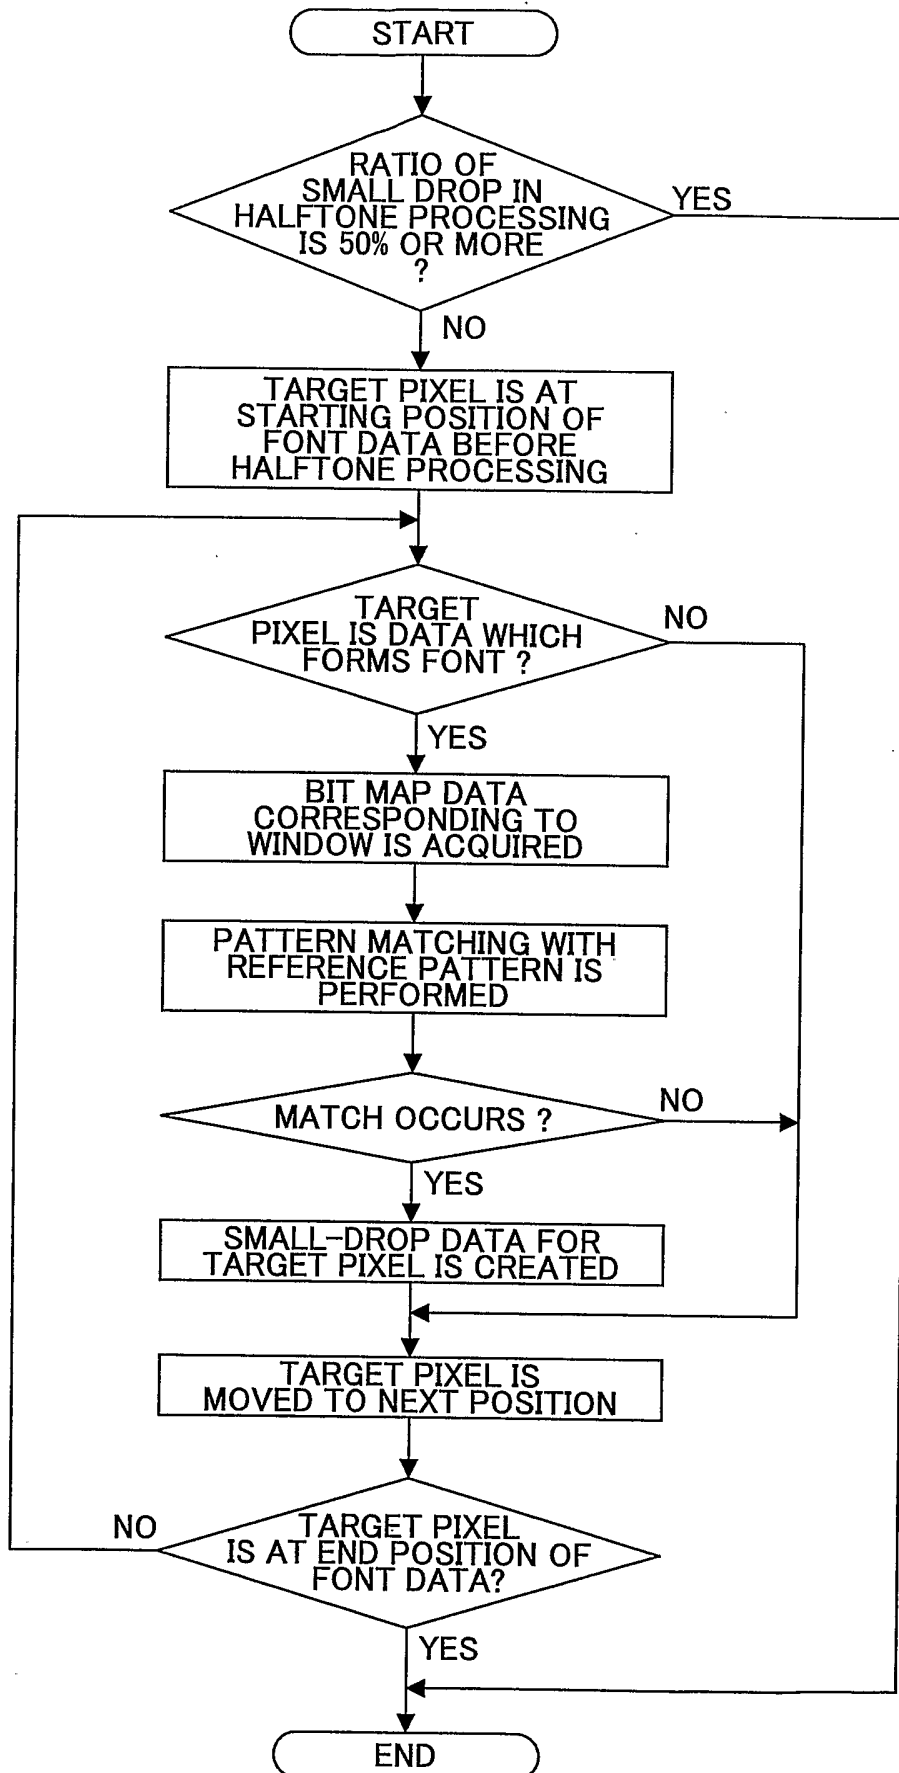 START
RATIO OF
SMALL DROP IN
HALFTONE PROCESSING
IS 50% OR MORE
?
YES
NO
TARGET PIXEL IS AT
STARTING POSITION OF
FONT DATA BEFORE
HALFTONE PROCESSING
TARGET
PIXEL IS DATA WHICH
FORMS FONT ?
NO
YES
BIT MAP DATA
CORRESPONDING TO
WINDOW IS ACQUIRED
PATTERN MATCHING WITH
REFERENCE PATTERN IS
PERFORMED
MATCH OCCURS ?
NO
YES
SMALL-DROP DATA FOR
TARGET PIXEL IS CREATED
TARGET PIXEL IS
MOVED TO NEXT POSITION
NO
TARGET PIXEL
IS AT END POSITION OF
FONT DATA?
YES
END